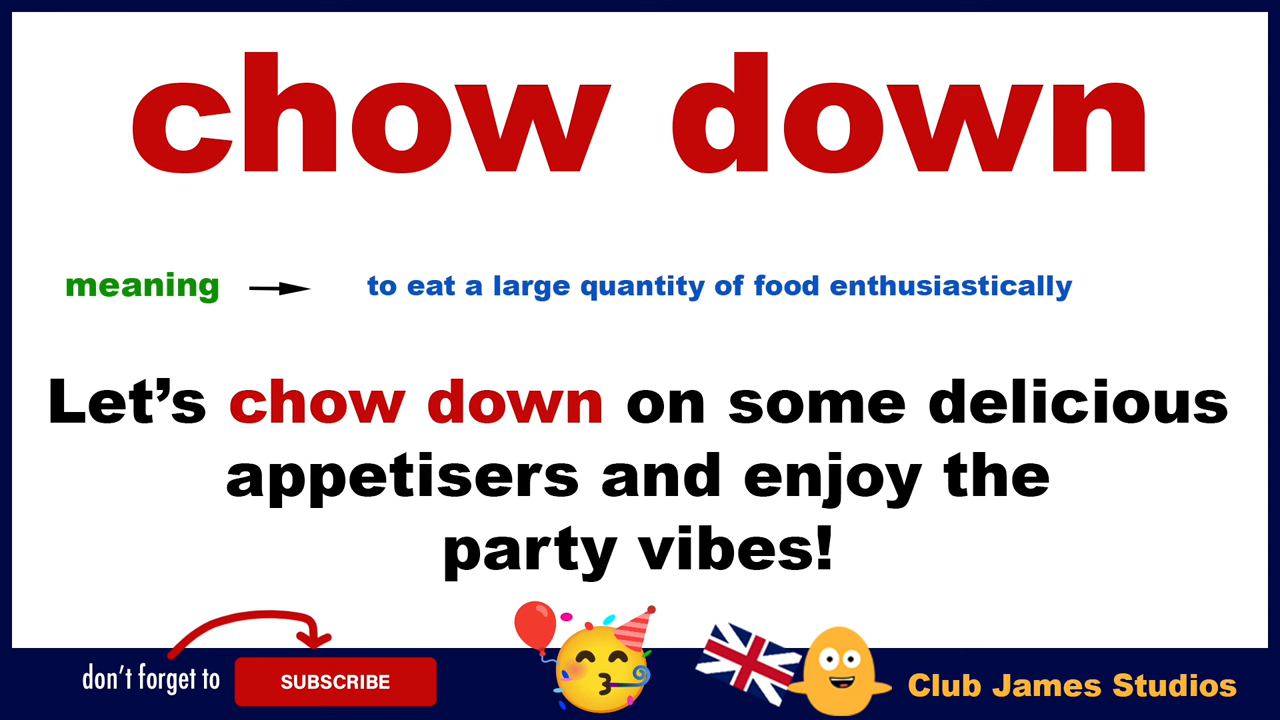 chow down
meaning
to eat a large quantity of food enthusiastically
Let’s chow down on some delicious
appetisers and enjoy the
party vibes!
don’t forget to
SUBSCRIBE
Club James Studios